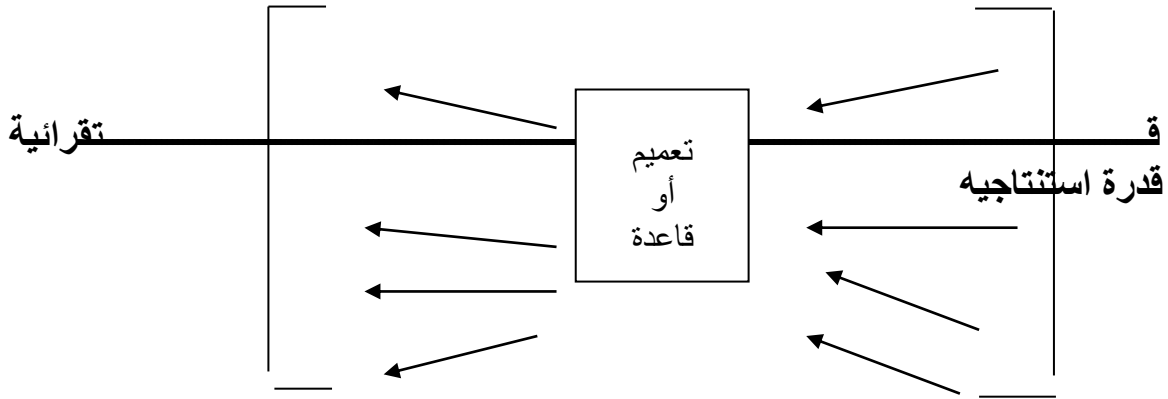 ق
تقرائية
قدرة استنتاجيه
تعميم
أو
قاعدة